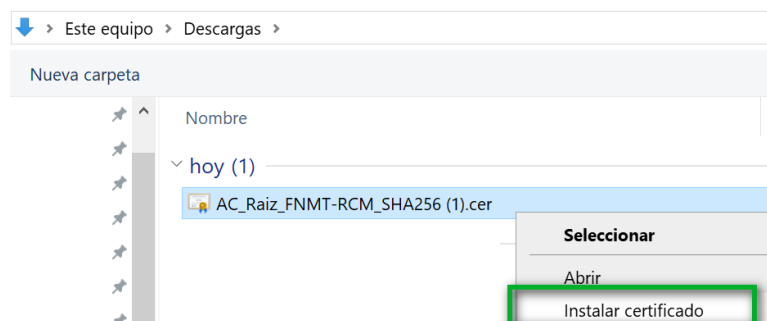 Este equipo > Descargas >
Nueva carpeta
Nombre
hoy (1)
AC_Raiz_FNMT-RCM_SHA256 (1).cer
Seleccionar
Abrir
Instalar certificado